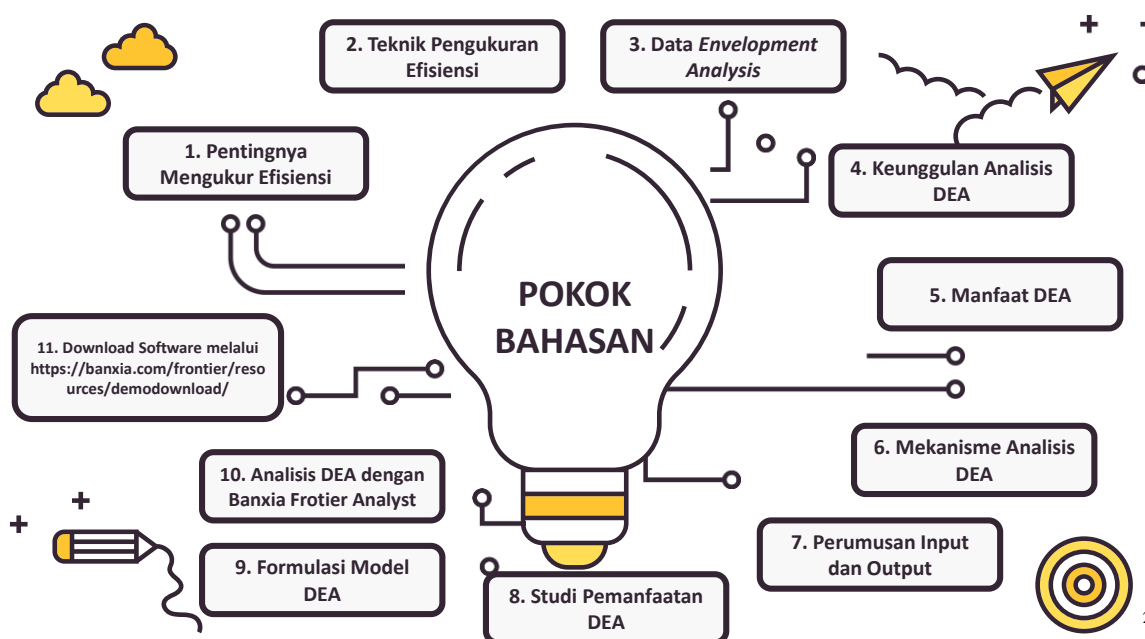 POKOK
BAHASAN
1. Pentingnya
Mengukur Efisiensi
2. Teknik Pengukuran
Efisiensi
3. Data Envelopment
Analysis
4. Keunggulan Analisis
DEA
5. Manfaat DEA
6. Mekanisme Analisis
DEA
7. Perumusan Input
dan Output
8. Studi Pemanfaatan
DEA
9. Formulasi Model
DEA
10. Analisis DEA dengan
Banxia Frotier Analyst
11. Download Software melalui
https://banxia.com/frontier/reso
urces/demodownload/